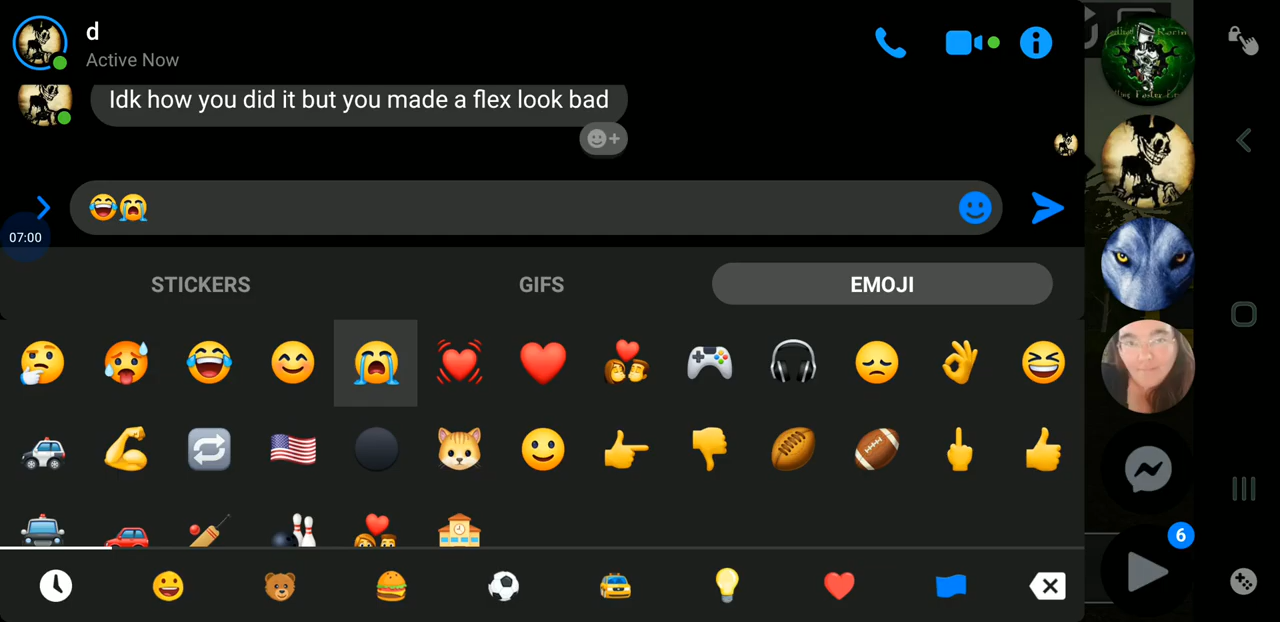 d
Active Now
Idk how you did it but you made a flex look bad
07:00
STICKERS
GIFS
EMOJI
6